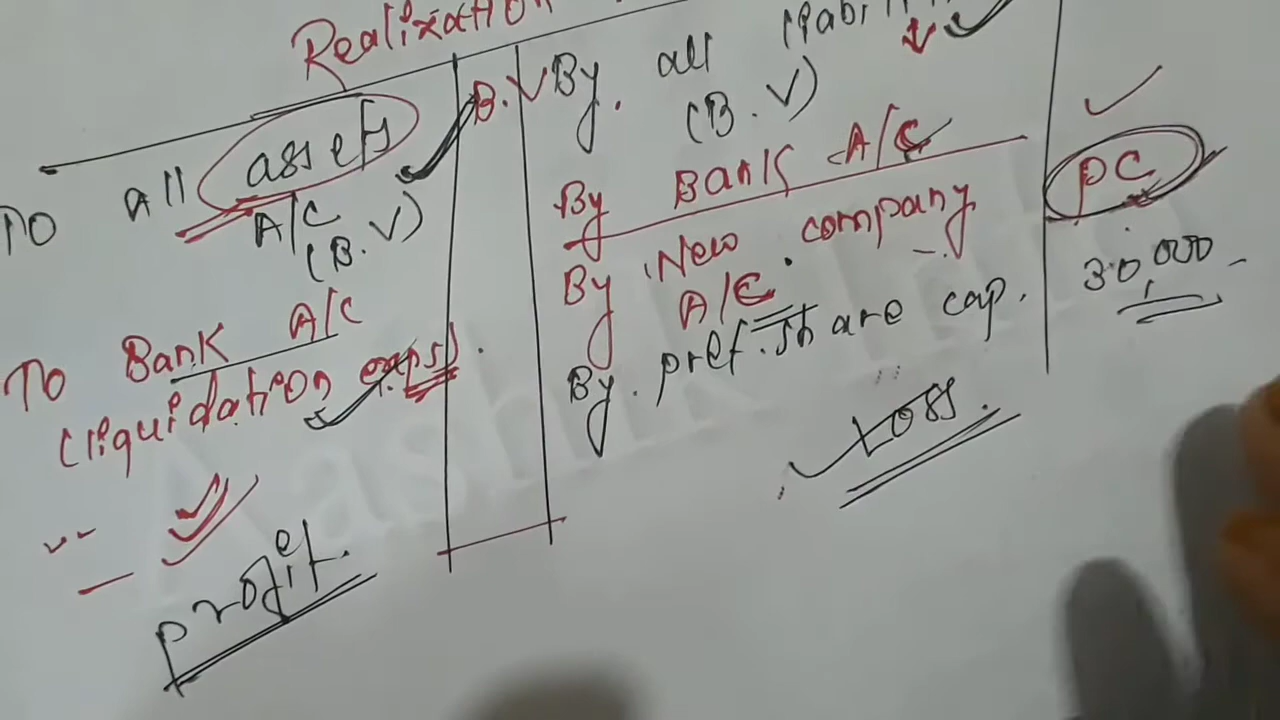 Realization
To all assets B.V
A/C
(B.V)
To Bank A/C
(liquidation exps).
profit.
By. all liabili
(B.V)
By Bank A/C
By New company PC
A/C. 30,000
By. pref. share cap.
Loss.